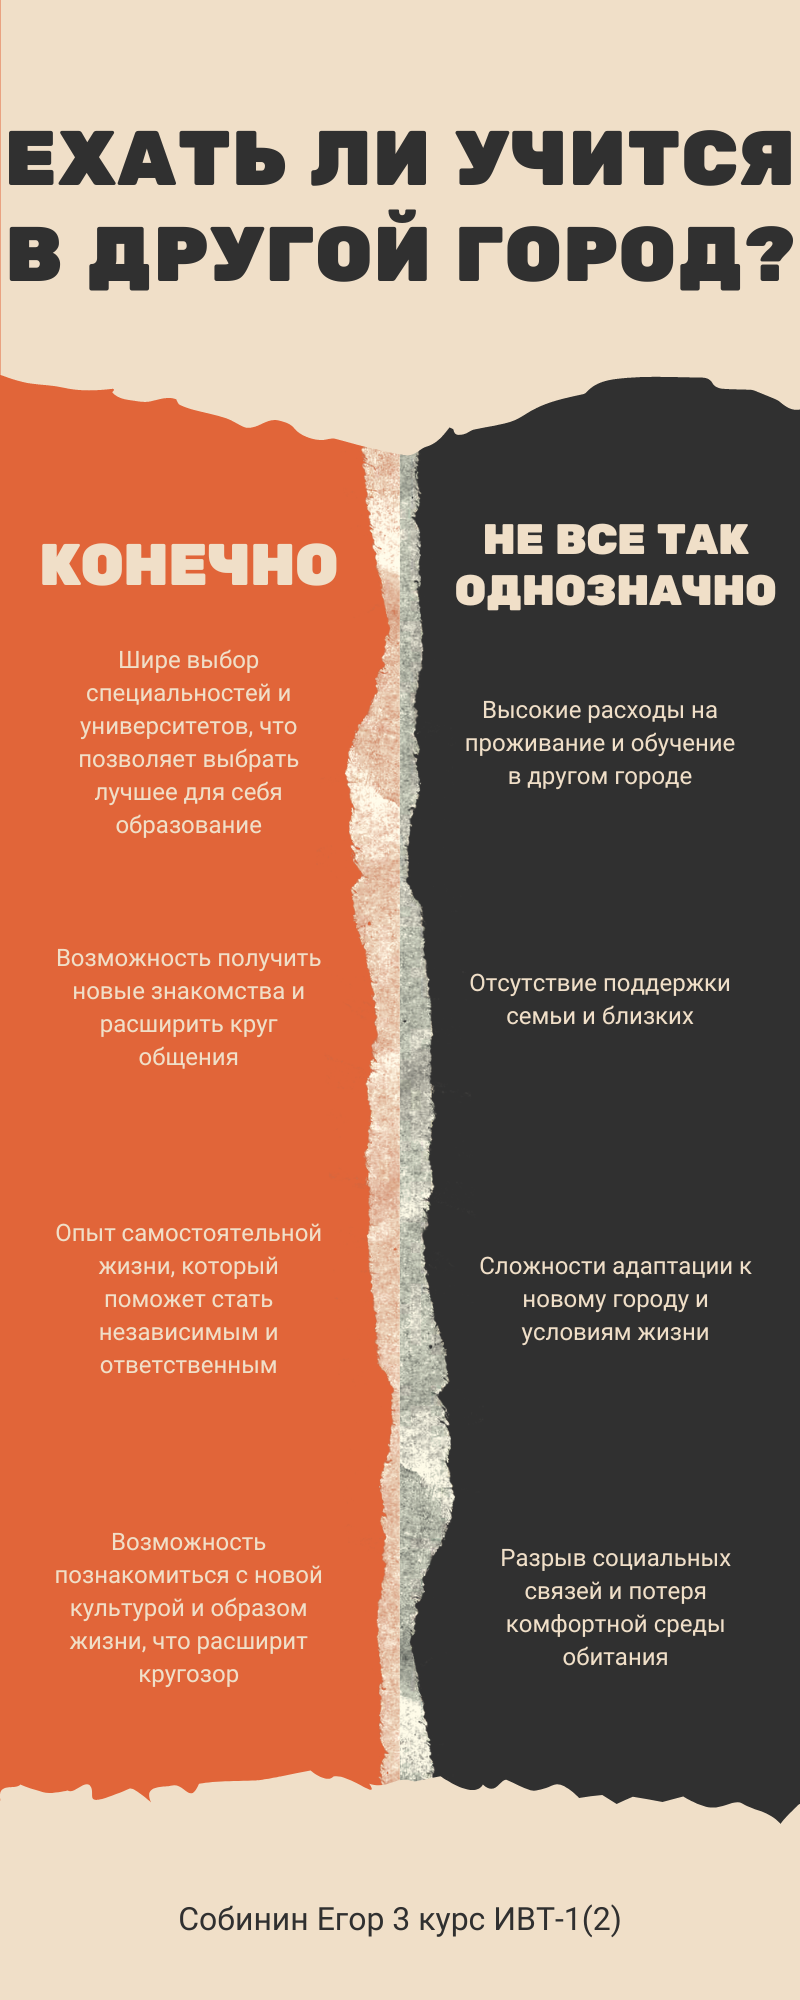 ЕХАТЬ ЛИ УЧИТСЯ
В ДРУГОЙ ГОРОД?
КОНЕЧНО
Шире выбор
специальностей и
университетов, что
позволяет выбрать
лучшее для себя
образование
Возможность получить
новые знакомства и
расширить круг
общения
Опыт самостоятельной
жизни, который
поможет стать
независимым и
ответственным
Возможность
познакомиться с новой
культурой и образом
жизни, что расширит
кругозор
НЕ ВСЕ ТАК
ОДНОЗНАЧНО
Высокие расходы на
проживание и обучение
в другом городе
Отсутствие поддержки
семьи и близких
Сложности адаптации к
новому городу и
условиям жизни
Разрыв социальных
связей и потеря
комфортной среды
обитания
Собинин Егор 3 курс ИВТ-1(2)